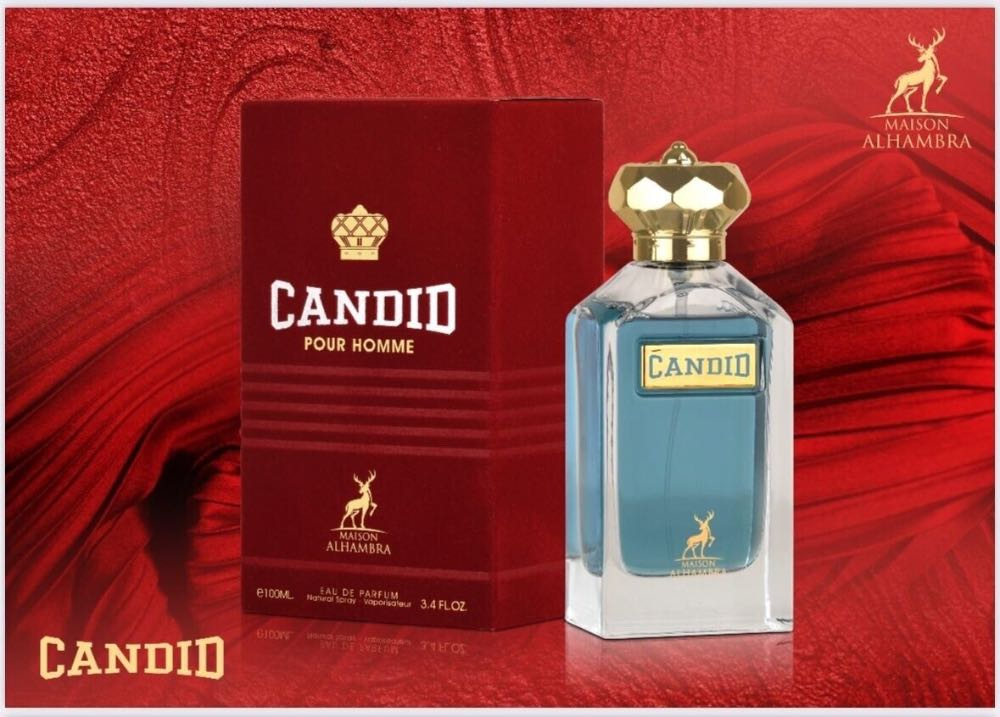 MAISON
ALHAMBRA
CANDID
POUR HOMME
MAISON
ALHAMBRA
EAU DE PARFUM
e100ML.
Natural Spray - Vaporisateur
3.4 FL.OZ.
CANDID
MAISON
ALHAMBRA
CANDID